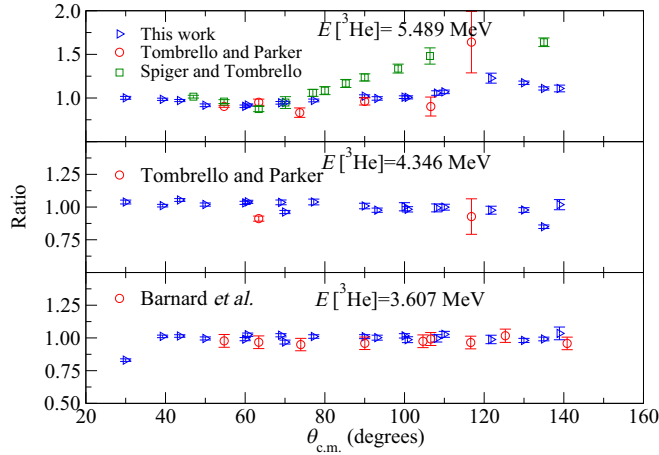 2.0
This work
E[³He]= 5.489 MeV
Tombrello and Parker
Spiger and Tombrello
1.5
1.0
E[³He]=4.346 MeV
Tombrello and Parker
1.25
1.00
0.75
Ratio
E[³He]=3.607 MeV
Barnard et al.
1.25
1.00
0.75
0.50
20 40 60 80 100 120 140 160
θc.m. (degrees)